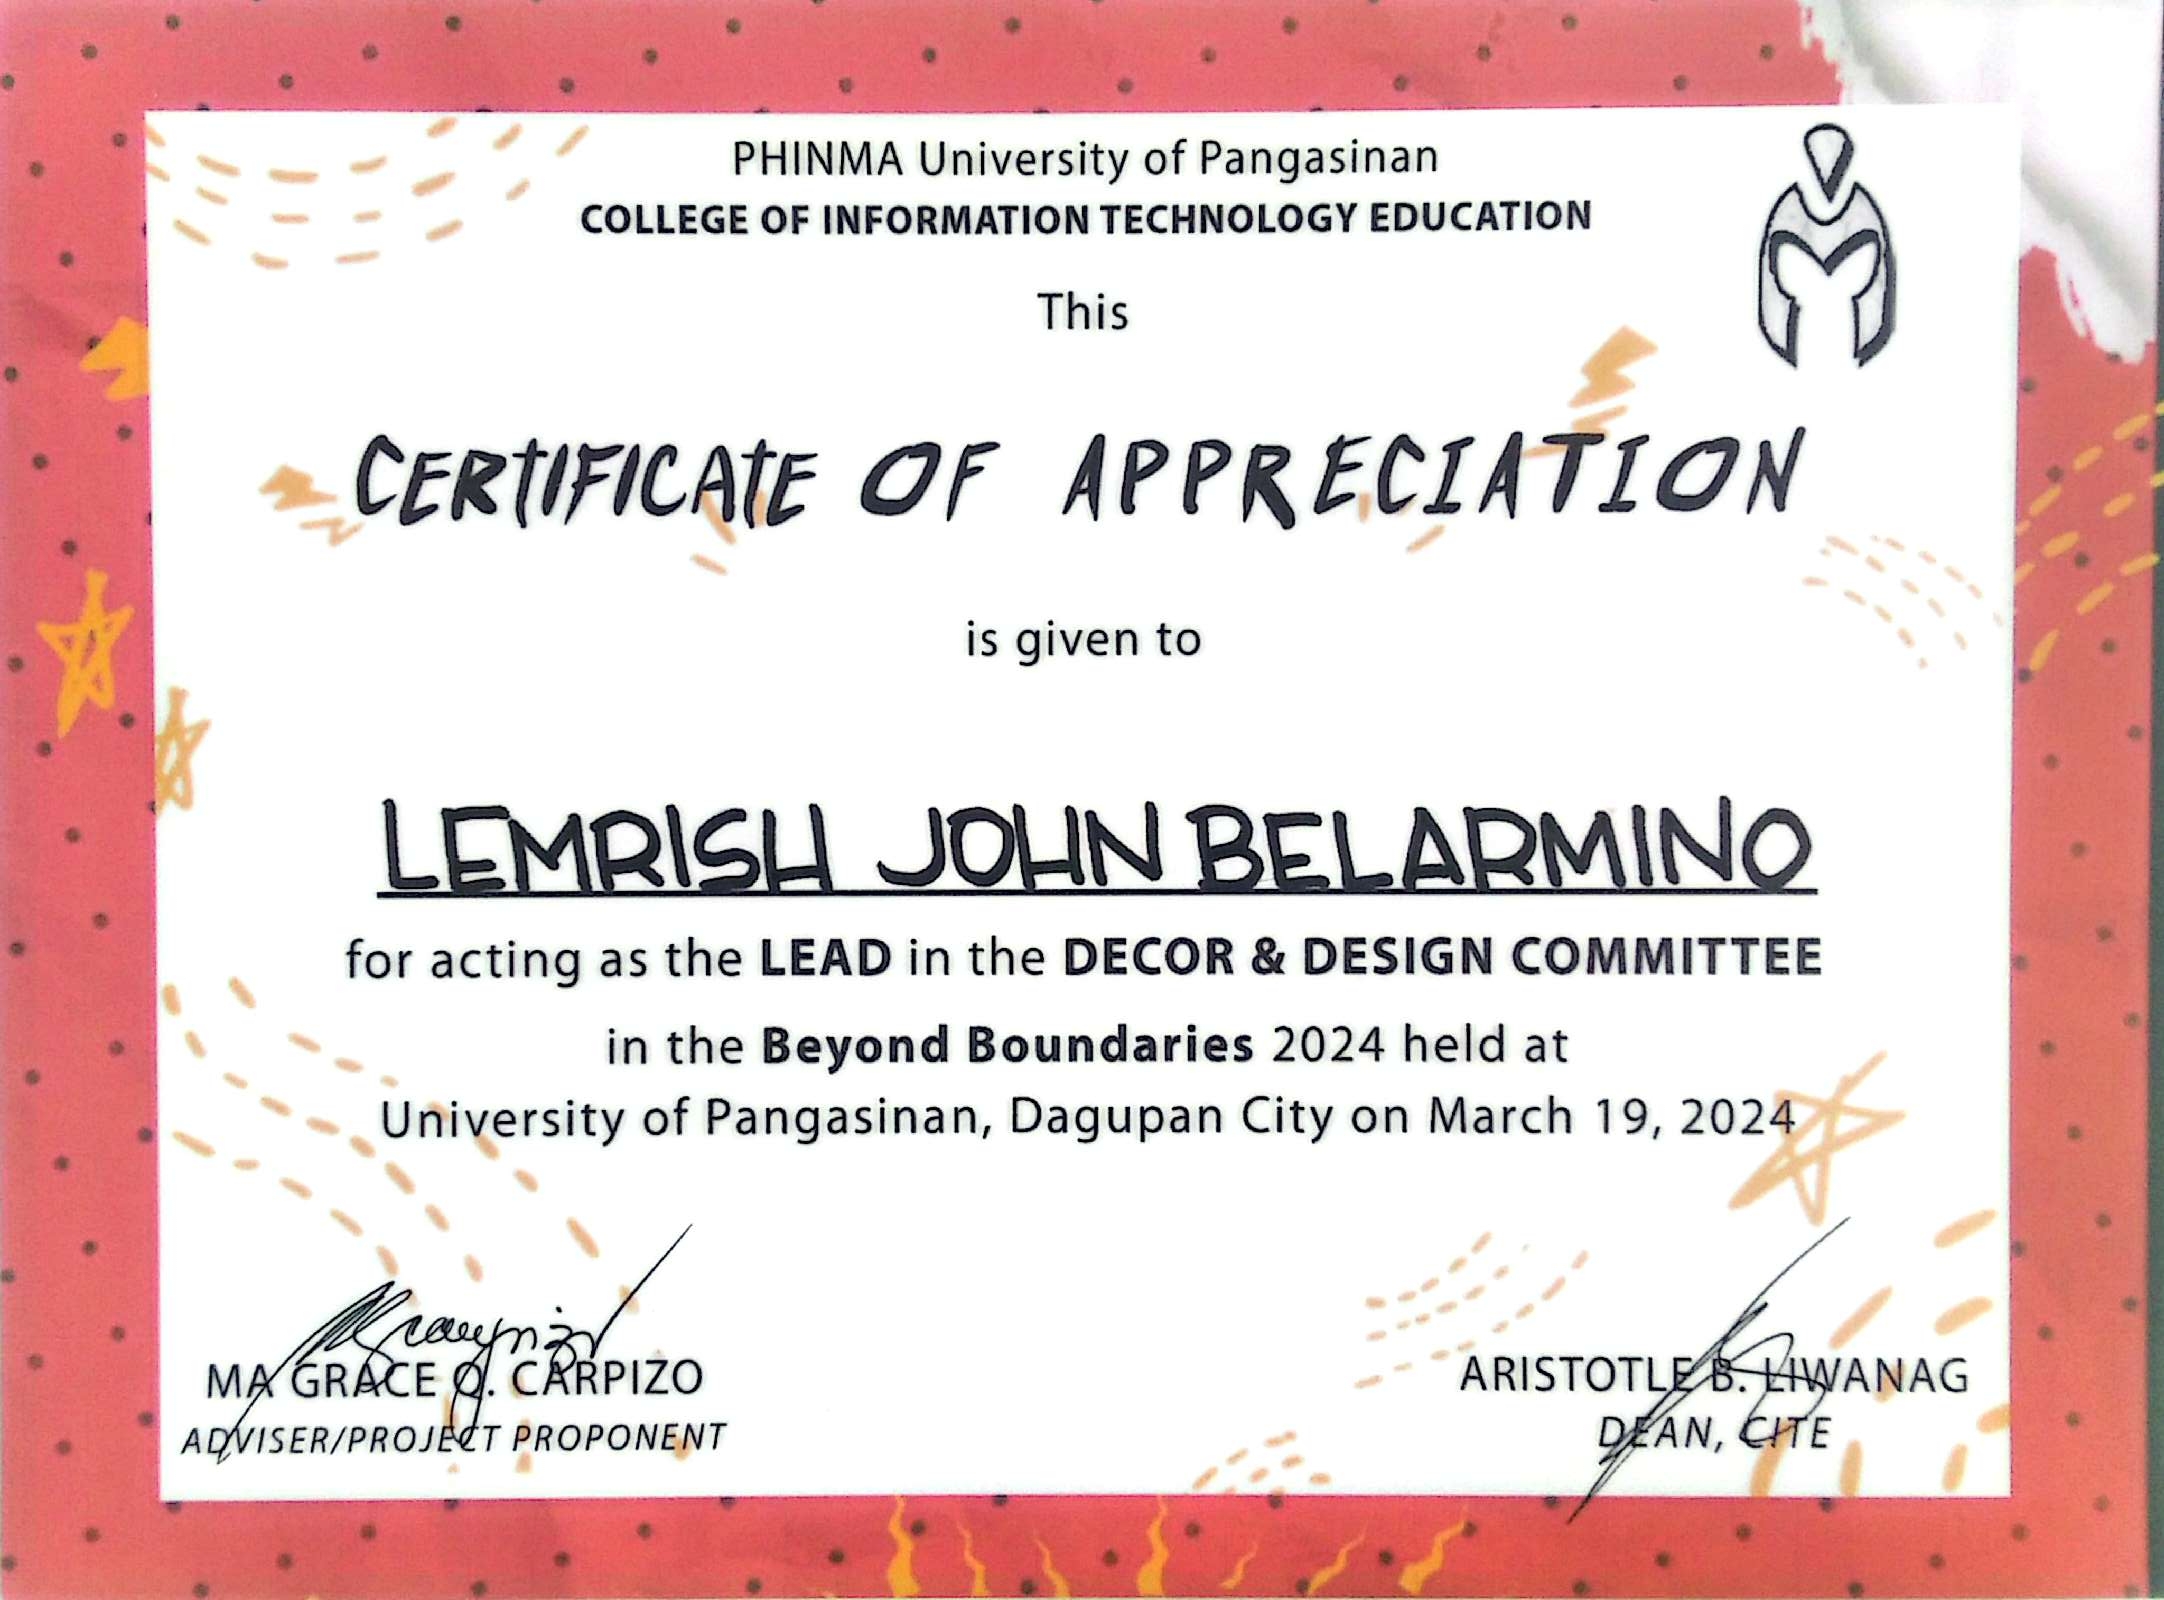 PHINMA University of Pangasinan
COLLEGE OF INFORMATION TECHNOLOGY EDUCATION
This
CERTIFICATE OF APPRECIATION
is given to
LEMRISH JOHN BELARMINO
for acting as the LEAD in the DECOR & DESIGN COMMITTEE
in the Beyond Boundaries 2024 held at
University of Pangasinan, Dagupan City on March 19, 2024
MA GRACE O. CARPIZO
ADVISER/PROJECT PROPONENT
ARISTOTLE B. LIWANAG
DEAN, CITE